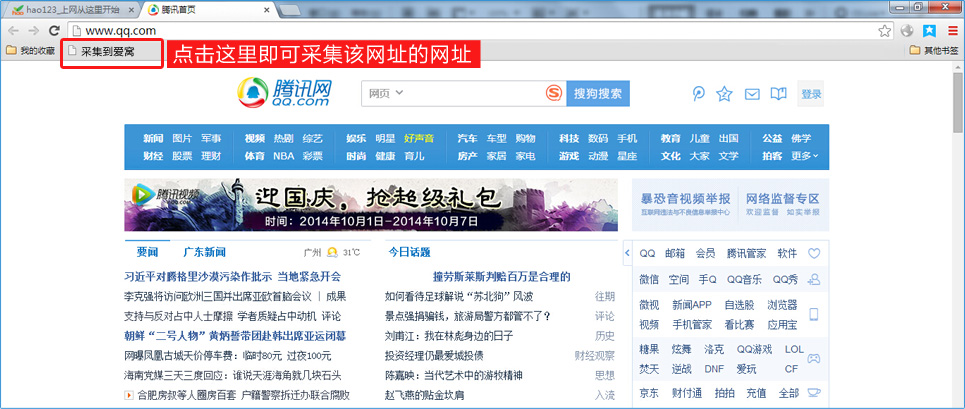 hao123_上网从这里开始
腾讯首页
www.qq.com
我的收藏
采集到爱窝
点击这里即可采集该网址的网址
其他书签
腾讯网
QQ.com
网页
搜狗搜索
登录
新闻 图片 军事 视频 热剧 综艺 娱乐 明星 好声音 汽车 车型 购物 科技 数码 手机 教育 儿童 出国 公益 佛学
财经 股票 理财 体育 NBA 彩票 时尚 健康 育儿 房产 家居 家电 游戏 动漫 星座 文化 大家 文学 拍客 更多
腾讯视频
迎国庆，抢超级礼包
时间：2014年10月1日-2014年10月7日
暴恐音视频举报
互联网违法与不良信息举报中心
网络监督专区
欢迎监督 知实举报
要闻 广东新闻 广州 31°C
习近平对腾格里沙漠污染作批示 当地紧急开会
李克强将访问欧洲三国并出席亚欧首脑会议 | 成果
支持与反对占中人士摩擦 学者质疑占中动机 评论
朝鲜“二号人物”黄炳誓带团赴韩出席亚运闭幕
网曝凤凰古城天价停车费：临时80元 过夜100元
海南党媒三天三度回应：谁说天涯海角就几块石头
合肥房叔等人圈房百套 户籍警察拆迁办联合腐败
今日话题
撞劳斯莱斯判赔百万是合理的
如何看待足球解说“苏北狗”风波 往期
景点强捐骗钱，旅游局警方都管不了？ 评论
刘甫江：我在林彪身边的日子 历史
投资经理仍最爱城投债 财经观察
陈嘉映：当代艺术中的游牧精神 思想
赵飞燕的贴金坎肩 入流
QQ 邮箱 会员 腾讯管家 软件
微信 空间 手Q QQ音乐 QQ秀
微视 新闻APP 自选股 浏览器
视频 手机管家 看比赛 应用宝
糖果 炫舞 洛克 QQ游戏 LOL
焚天 逆战 DNF 爱玩 CF
京东 财付通 拍拍 充值 全部